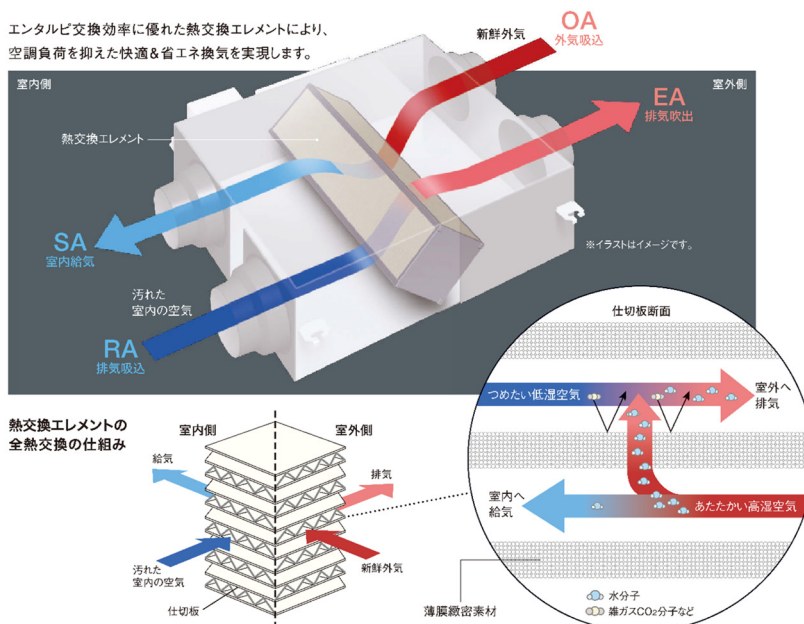 エンタルピ交換効率に優れた熱交換エレメントにより、
空調負荷を抑えた快適&省エネ換気を実現します。
室内側
室外側
新鮮外気
OA
外気吸込
EA
排気吹出
熱交換エレメント
SA
室内給気
※イラストはイメージです。
汚れた
室内の空気
RA
排気吸込
仕切板断面
つめたい低湿空気
室外へ
排気
室内へ
給気
あたたかい高湿空気
薄膜緻密素材
水分子
雑ガスCO₂分子など
熱交換エレメントの
全熱交換の仕組み
室内側
室外側
給気
排気
汚れた
室内の空気
新鮮外気
仕切板